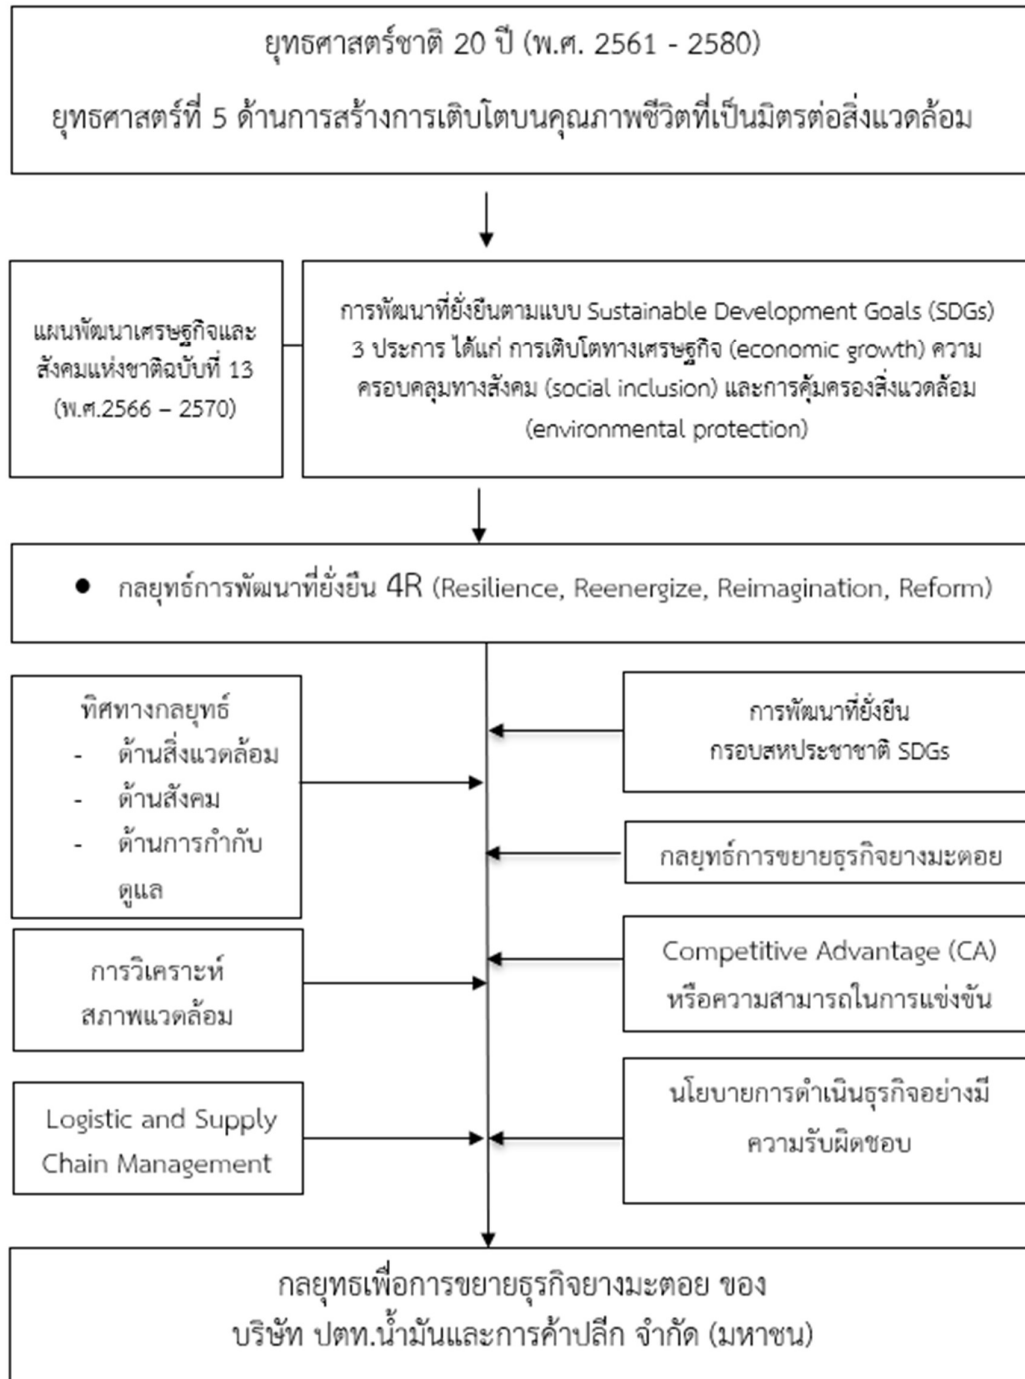 ยุทธศาสตร์ชาติ 20 ปี (พ.ศ. 2561 - 2580)
ยุทธศาสตร์ที่ 5 ด้านการสร้างการเติบโตบนคุณภาพชีวิตที่เป็นมิตรต่อสิ่งแวดล้อม
แผนพัฒนาเศรษฐกิจและ
สังคมแห่งชาติฉบับที่ 13
(พ.ศ.2566 – 2570)
การพัฒนาที่ยั่งยืนตามแบบ Sustainable Development Goals (SDGs)
3 ประการ ได้แก่ การเติบโตทางเศรษฐกิจ (economic growth) ความ
ครอบคลุมทางสังคม (social inclusion) และการคุ้มครองสิ่งแวดล้อม
(environmental protection)
● กลยุทธ์การพัฒนาที่ยั่งยืน 4R (Resilience, Reenergize, Reimagination, Reform)
ทิศทางกลยุทธ์
- ด้านสิ่งแวดล้อม
- ด้านสังคม
- ด้านการกำกับ
ดูแล
การพัฒนาที่ยั่งยืน
กรอบสหประชาชาติ SDGs
กลยุทธ์การขยายธุรกิจยางมะตอย
การวิเคราะห์
สภาพแวดล้อม
Competitive Advantage (CA)
หรือความสามารถในการแข่งขัน
Logistic and Supply
Chain Management
นโยบายการดำเนินธุรกิจอย่างมี
ความรับผิดชอบ
กลยุทธเพื่อการขยายธุรกิจยางมะตอย ของ
บริษัท ปตท.น้ำมันและการค้าปลีก จำกัด (มหาชน)